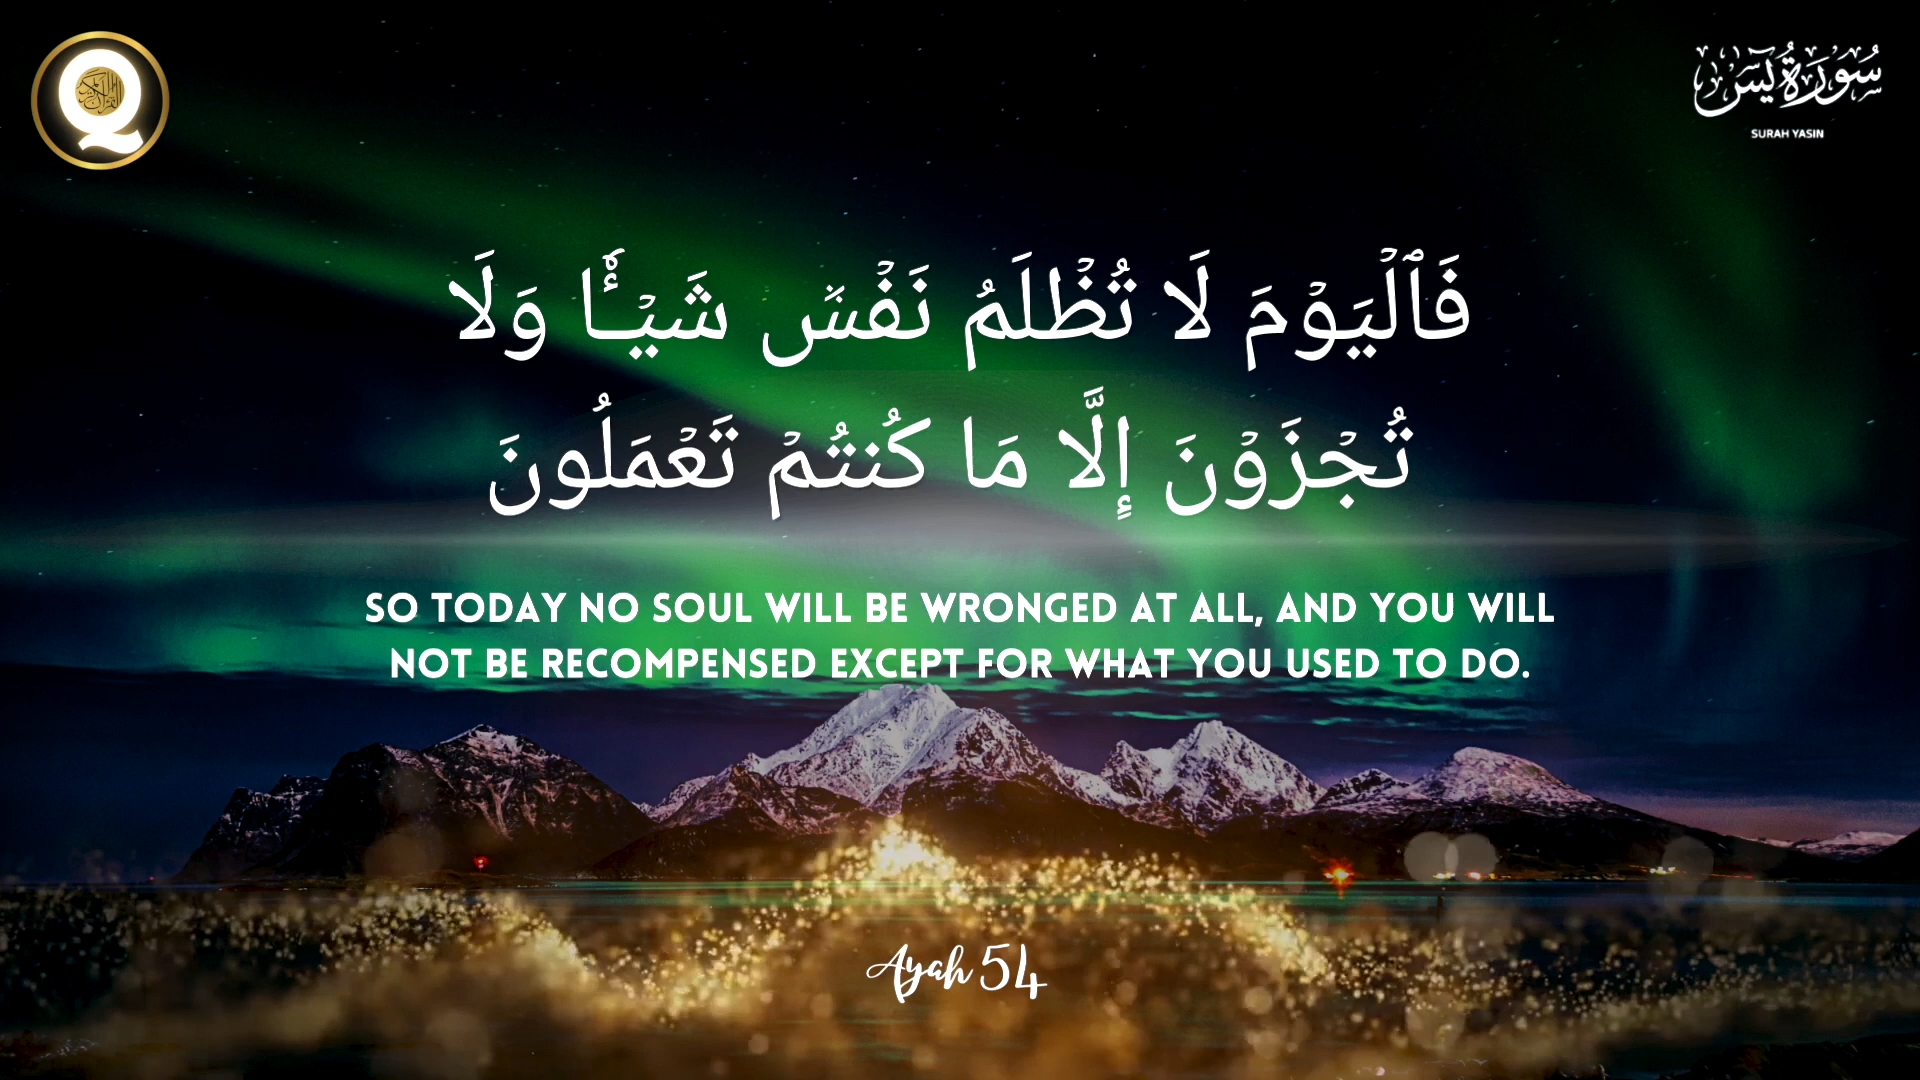 سُورَةُ يسٓ
SURAH YASIN
فَٱلْيَوْمَ لَا تُظْلَمُ نَفْسٌ شَيْـًٔا وَلَا
تُجْزَوْنَ إِلَّا مَا كُنتُمْ تَعْمَلُونَ
SO TODAY NO SOUL WILL BE WRONGED AT ALL, AND YOU WILL
NOT BE RECOMPENSED EXCEPT FOR WHAT YOU USED TO DO.
Ayah 54